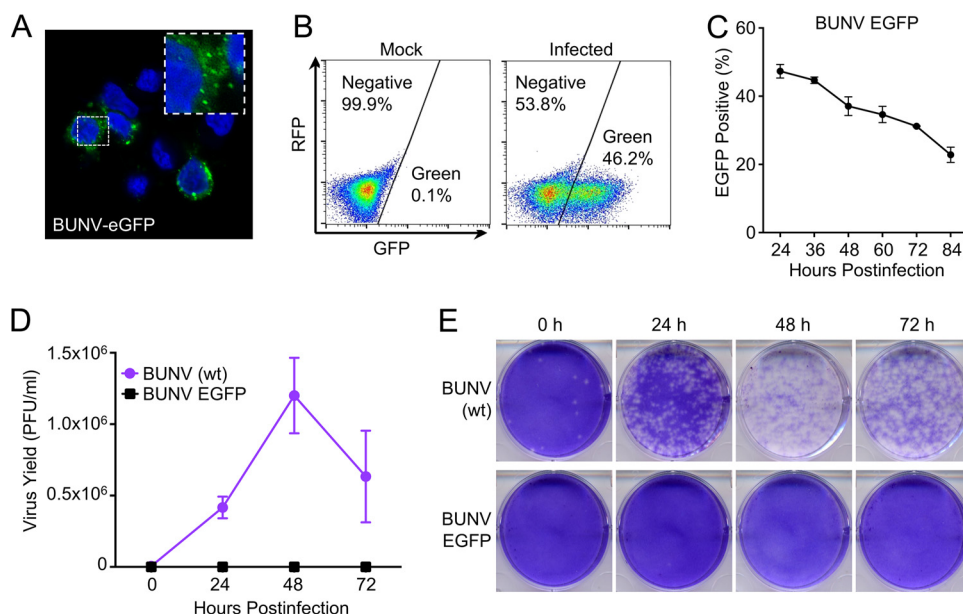 A
BUNV-eGFP
B
Mock
Infected
Negative
99.9%
Green
0.1%
Negative
53.8%
Green
46.2%
RFP
GFP
C
BUNV EGFP
EGFP Positive (%)
60
40
20
0
24 36 48 60 72 84
Hours Postinfection
D
Virus Yield (PFU/ml)
1.5x10⁶
1.0x10⁶
0.5x10⁶
0
BUNV (wt)
BUNV EGFP
0 24 48 72
Hours Postinfection
E
0 h 24 h 48 h 72 h
BUNV
(wt)
BUNV
EGFP